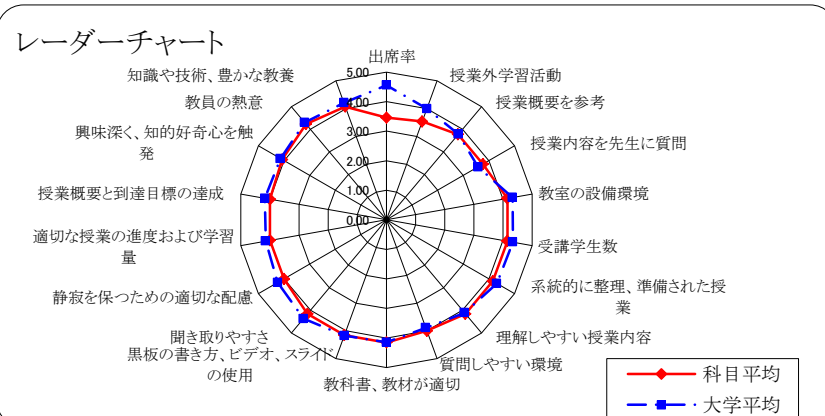 レーダーチャート
出席率
授業外学習活動
授業概要を参考
授業内容を先生に質問
教室の設備環境
受講学生数
系統的に整理、準備された授
業
理解しやすい授業内容
質問しやすい環境
教科書、教材が適切
黒板の書き方、ビデオ、スライド
の使用
聞き取りやすさ
静寂を保つための適切な配慮
適切な授業の進度および学習
量
授業概要と到達目標の達成
興味深く、知的好奇心を触
発
教員の熱意
知識や技術、豊かな教養
5.00
4.00
3.00
2.00
1.00
0.00
科目平均
大学平均